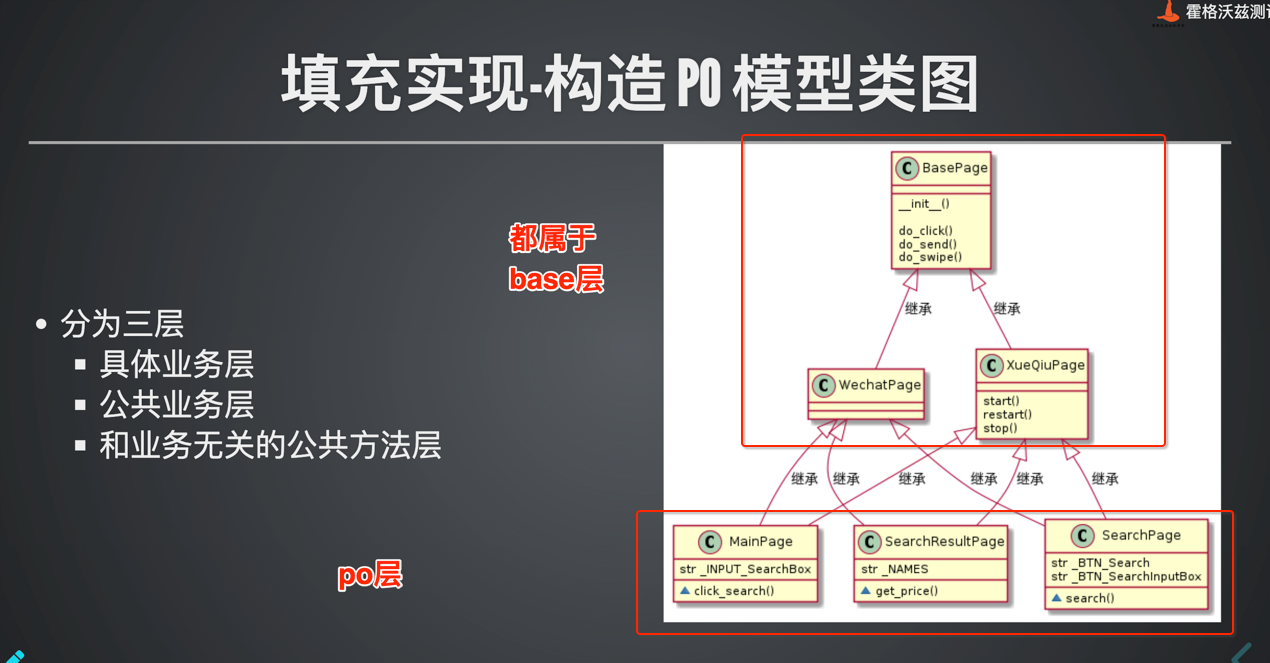 霍格沃兹测
填充实现-构造 PO 模型类图
都属于
base层
分为三层
具体业务层
公共业务层
和业务无关的公共方法层
po层
C BasePage
__init__()
do_click()
do_send()
do_swipe()
继承
继承
C WechatPage
C XueQiuPage
start()
restart()
stop()
继承
继承
继承
继承
继承
继承
C MainPage
str _INPUT_SearchBox
click_search()
C SearchResultPage
str _NAMES
get_price()
C SearchPage
str _BTN_Search
str _BTN_SearchInputBox
search()